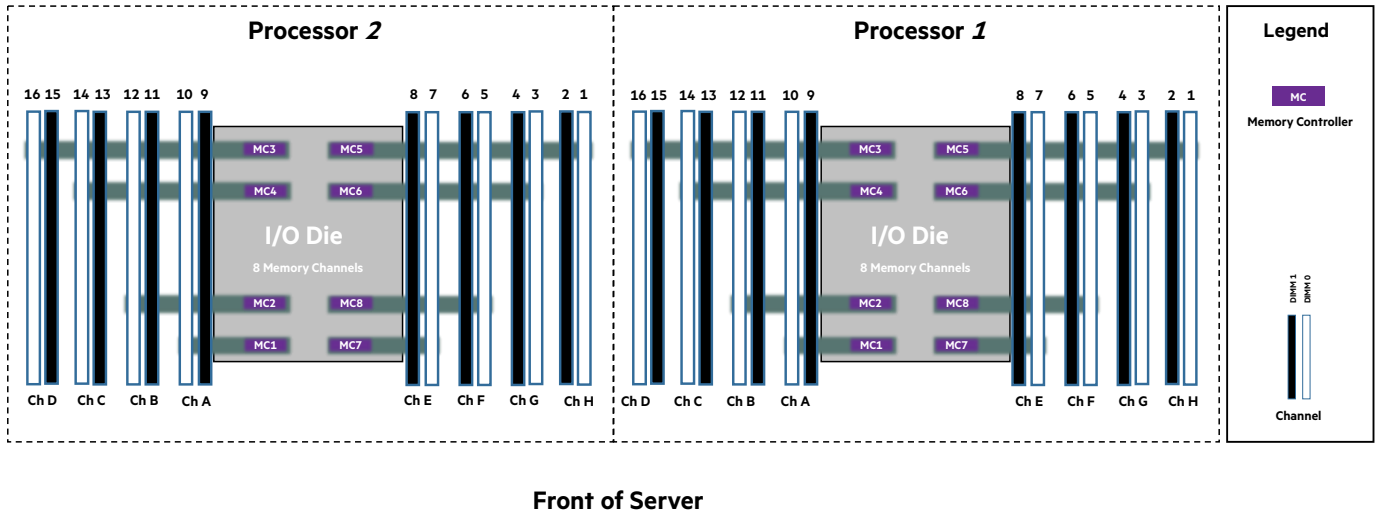 Processor 2
16 15 14 13 12 11 10 9 8 7 6 5 4 3 2 1
MC3 MC5
MC4 MC6
I/O Die
8 Memory Channels
MC2 MC8
MC1 MC7
Ch D Ch C Ch B Ch A Ch E Ch F Ch G Ch H
Processor 1
16 15 14 13 12 11 10 9 8 7 6 5 4 3 2 1
MC3 MC5
MC4 MC6
I/O Die
8 Memory Channels
MC2 MC8
MC1 MC7
Ch D Ch C Ch B Ch A Ch E Ch F Ch G Ch H
Legend
MC
Memory Controller
DIMM 1
DIMM 0
Channel
Front of Server